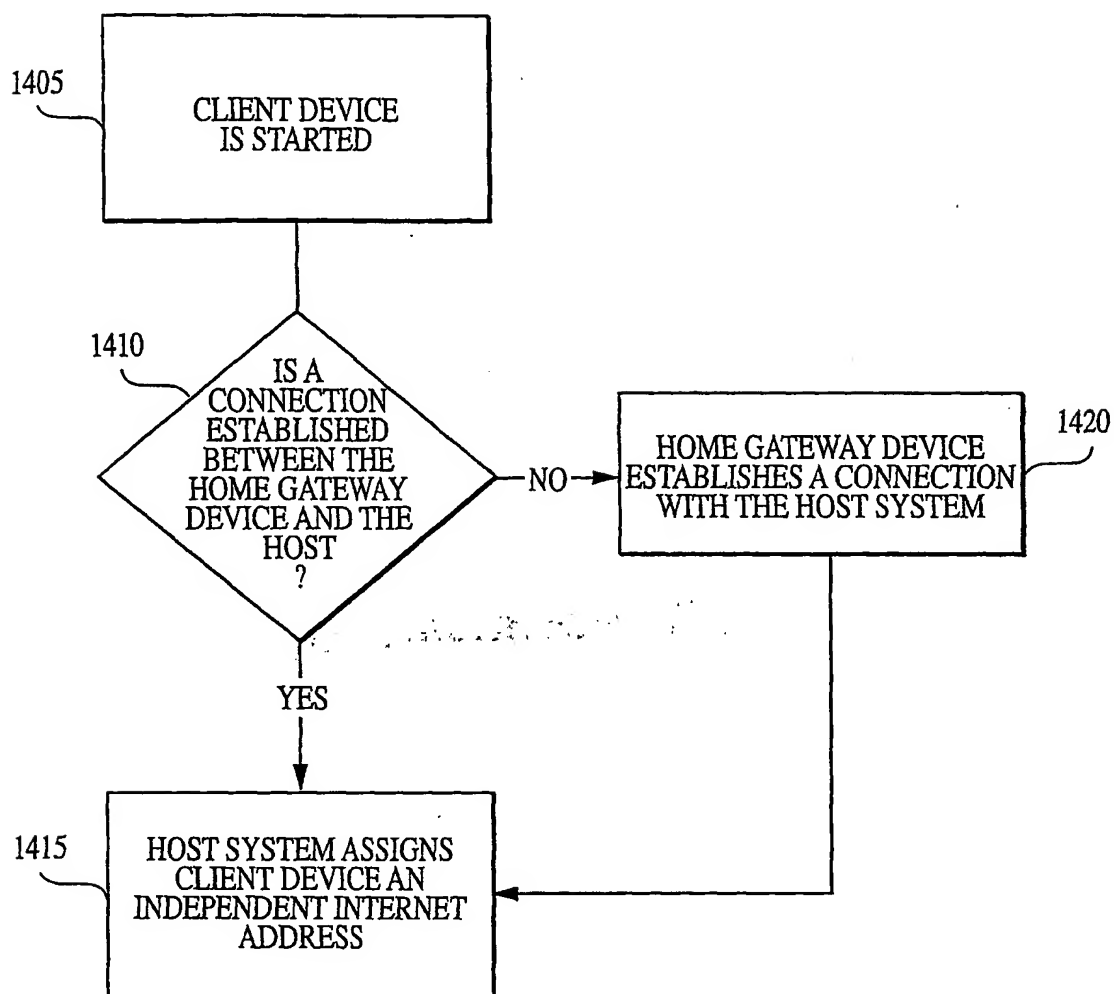 1405
CLIENT DEVICE
IS STARTED
1410
IS A
CONNECTION
ESTABLISHED
BETWEEN THE
HOME GATEWAY
DEVICE AND THE
HOST
?
NO
HOME GATEWAY DEVICE
ESTABLISHES A CONNECTION
WITH THE HOST SYSTEM
1420
YES
1415
HOST SYSTEM ASSIGNS
CLIENT DEVICE AN
INDEPENDENT INTERNET
ADDRESS